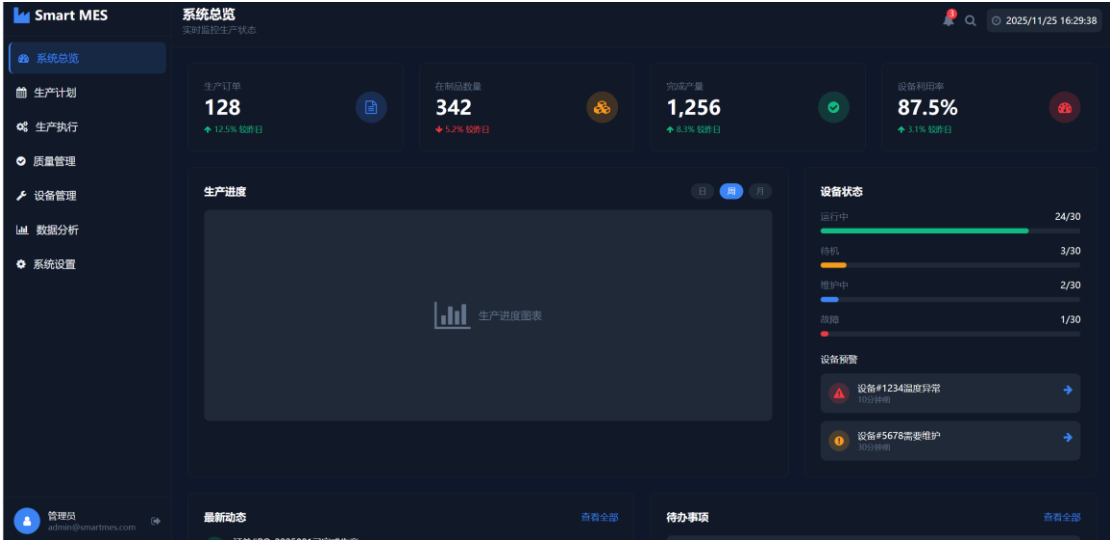 Smart MES
系统总览
生产计划
生产执行
质量管理
设备管理
数据分析
系统设置
管理员
admin@smartmes.com
系统总览
实时监控生产状态
3
2025/11/25 16:29:38
生产订单
128
12.5% 较昨日
在制品数量
342
5.2% 较昨日
完成产量
1,256
8.3% 较昨日
设备利用率
87.5%
3.1% 较昨日
生产进度
日 周 月
生产进度图表
设备状态
运行中 24/30
待机 3/30
维护中 2/30
故障 1/30
设备预警
设备#1234温度异常
10分钟前
设备#5678需要维护
30分钟前
最新动态 查看全部
待办事项 查看全部